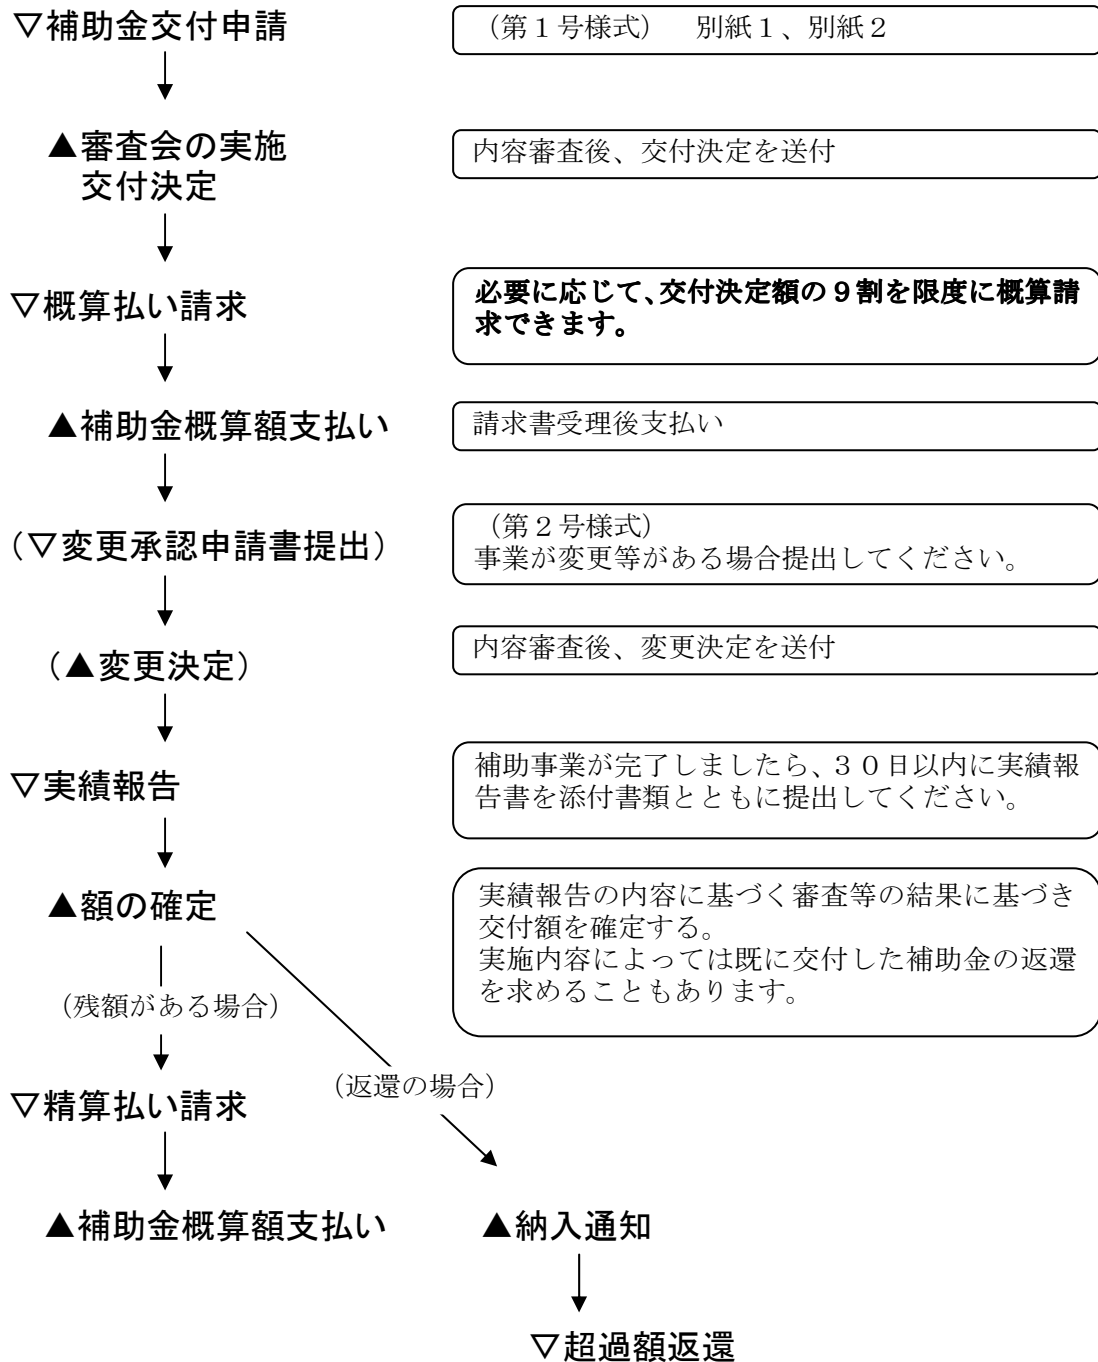 ▽補助金交付申請
（第１号様式）　別紙１、別紙２
▲審査会の実施
交付決定
内容審査後、交付決定を送付
▽概算払い請求
必要に応じて、交付決定額の９割を限度に概算請
求できます。
▲補助金概算額支払い
請求書受理後支払い
（▽変更承認申請書提出）
（第２号様式）
事業が変更等がある場合提出してください。
（▲変更決定）
内容審査後、変更決定を送付
▽実績報告
補助事業が完了しましたら、３０日以内に実績報
告書を添付書類とともに提出してください。
▲額の確定
実績報告の内容に基づく審査等の結果に基づき
交付額を確定する。
実施内容によっては既に交付した補助金の返還
を求めることもあります。
（残額がある場合）
（返還の場合）
▽精算払い請求
▲補助金概算額支払い
▲納入通知
▽超過額返還